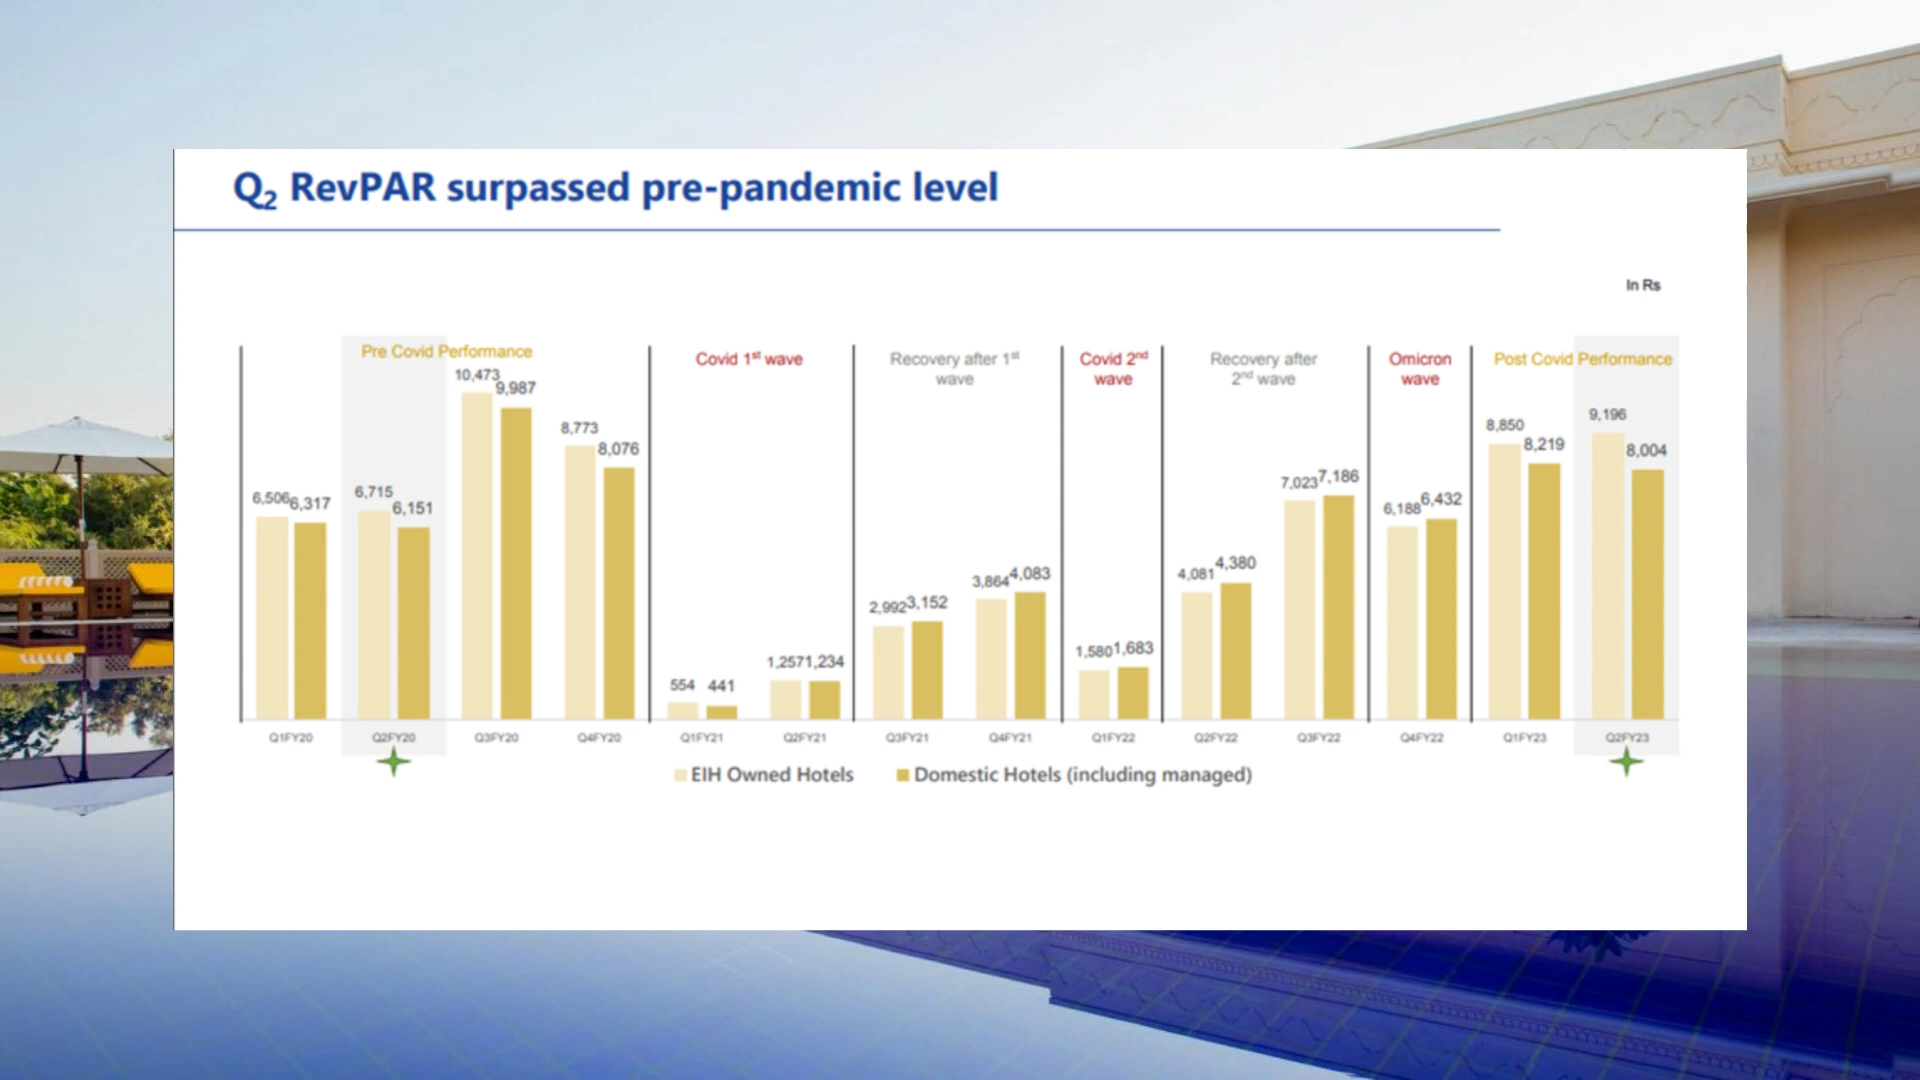 Q2 RevPAR surpassed pre-pandemic level
In Rs
Pre Covid Performance
Covid 1st wave
Recovery after 1st
wave
Covid 2nd
wave
Recovery after
2nd wave
Omicron
wave
Post Covid Performance
6,506 6,317
6,715 6,151
10,473 9,987
8,773 8,076
554 441
1,257 1,234
2,992 3,152
3,864 4,083
1,580 1,683
4,081 4,380
7,023 7,186
6,188 6,432
8,850 8,219
9,196 8,004
Q1FY20 Q2FY20 Q3FY20 Q4FY20 Q1FY21 Q2FY21 Q3FY21 Q4FY21 Q1FY22 Q2FY22 Q3FY22 Q4FY22 Q1FY23 Q2FY23
EIH Owned Hotels Domestic Hotels (including managed)